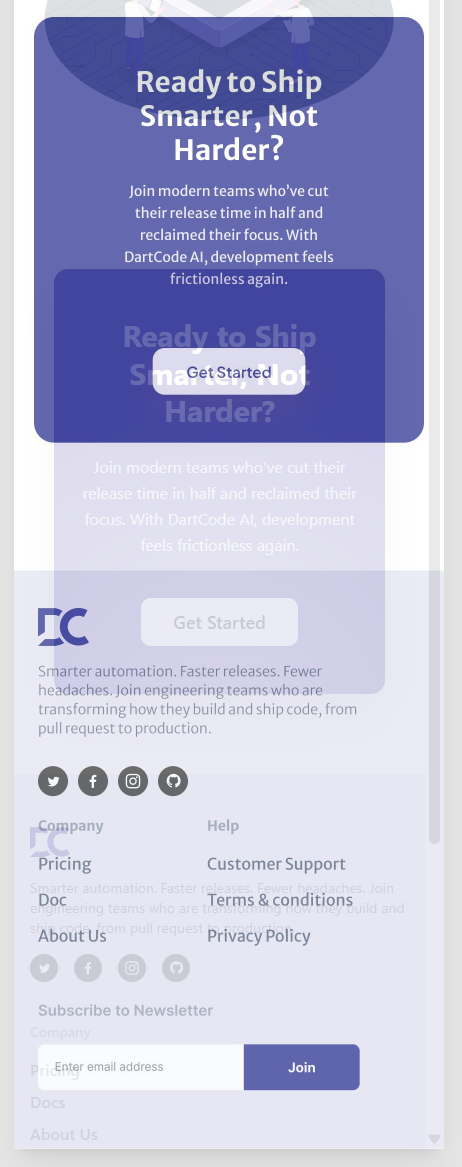 Ready to Ship
Smarter, Not
Harder?
Join modern teams who've cut
their release time in half and
reclaimed their focus. With
DartCode AI, development feels
frictionless again.
Ready to Ship
Smarter, Not
Harder?
Get Started
Join modern teams who've cut their
release time in half and reclaimed their
focus. With DartCode AI, development
feels frictionless again.
Get Started
DC
Smarter automation. Faster releases. Fewer
headaches. Join engineering teams who are
transforming how they build and ship code, from
pull request to production.
Company
Help
Pricing
Customer Support
Doc
Terms & conditions
About Us
Privacy Policy
DC
Smarter automation. Faster releases. Fewer headaches. Join
engineering teams who are transforming how they build and
ship code, from pull request to production.
Subscribe to Newsletter
Company
Enter email address
Join
Pricing
Docs
About Us